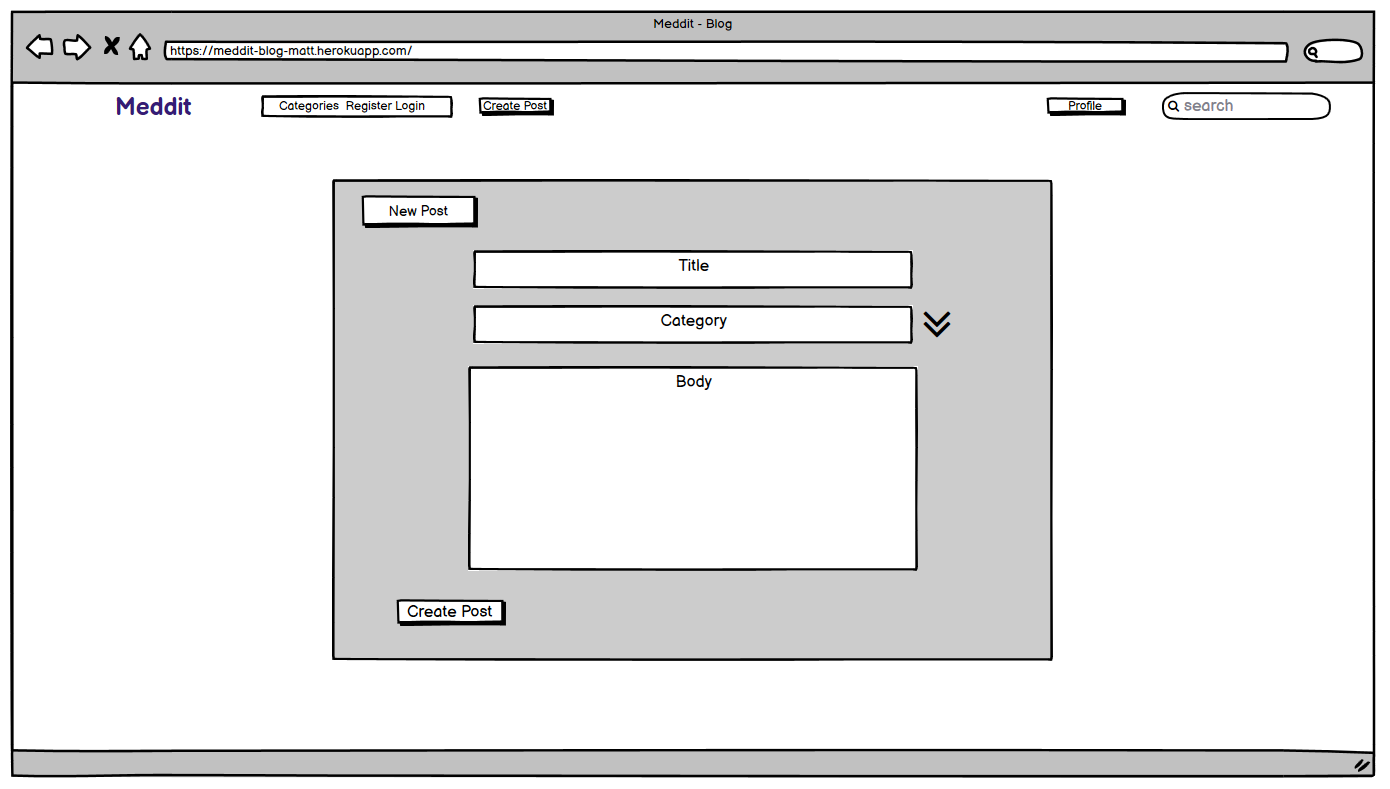 Meddit - Blog
https://meddit-blog-matt.herokuapp.com/
Meddit Categories Register Login Create Post Profile search
New Post
Title
Category
Body
Create Post